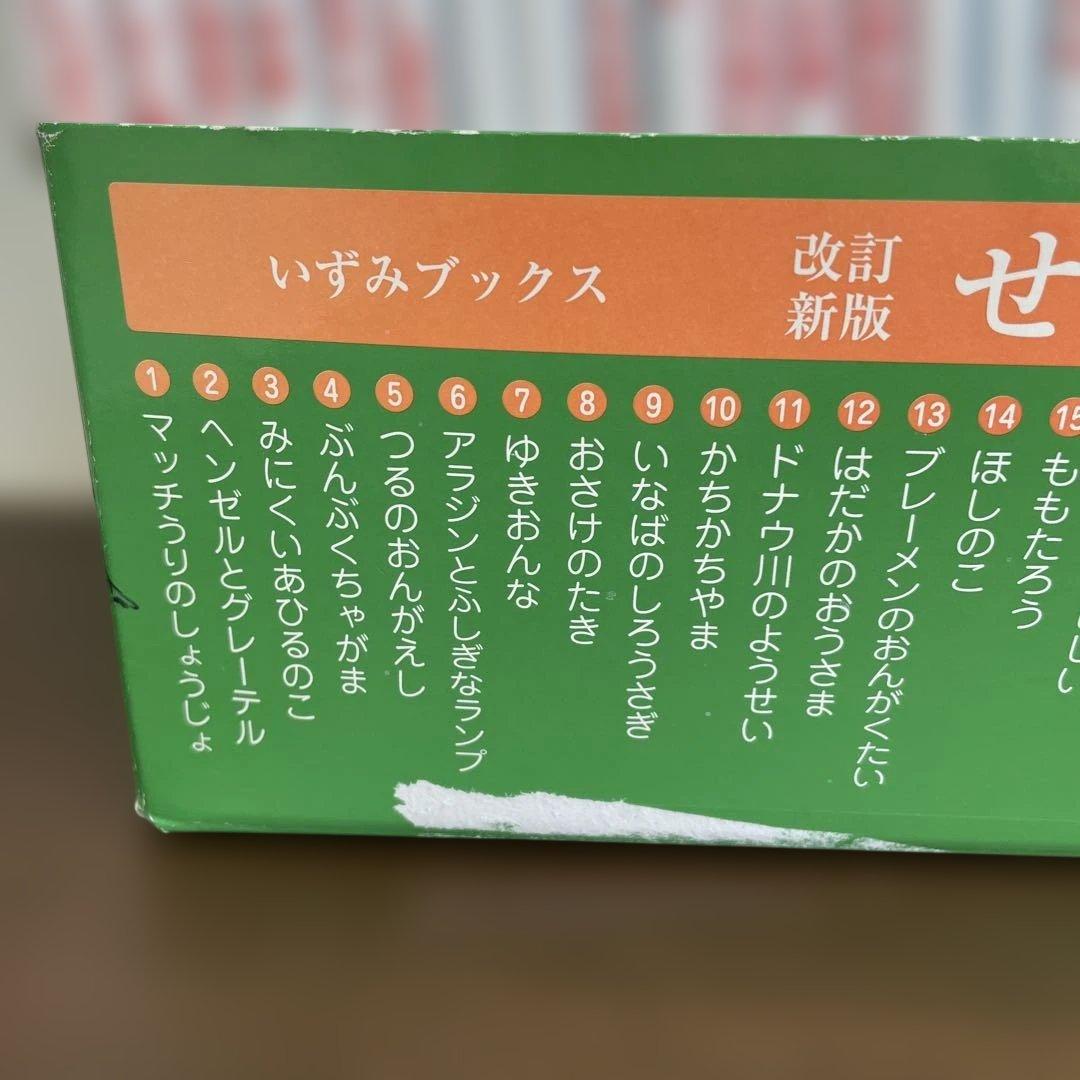 いずみブックス
改訂
新版
せ
1 マッチうりのしょうじょ
2 ヘンゼルとグレーテル
3 みにくいあひるのこ
4 ぶんぶくちゃがま
5 つるのおんがえし
6 アラジンとふしぎなランプ
7 ゆきおんな
8 おさけのたき
9 いなばのしろうさぎ
10 かちかちやま
11 ドナウ川のようせい
12 はだかのおうさま
13 ブレーメンのおんがくたい
14 ほしのこ
15 ももたろう